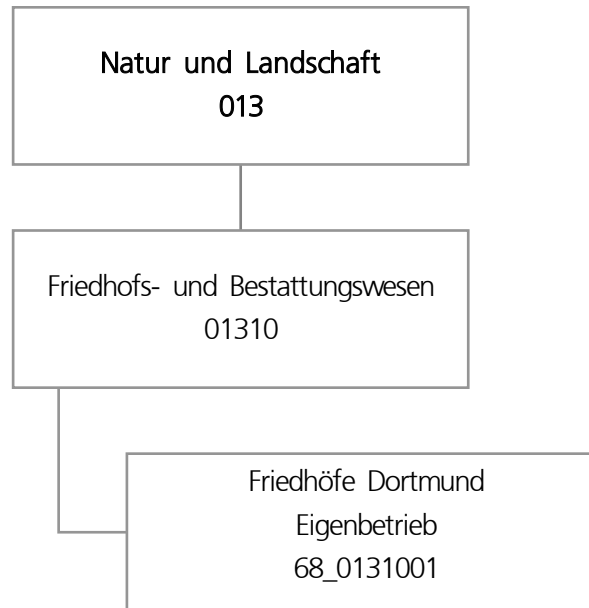 Natur und Landschaft
013
Friedhofs- und Bestattungswesen
01310
Friedhöfe Dortmund
Eigenbetrieb
68_0131001